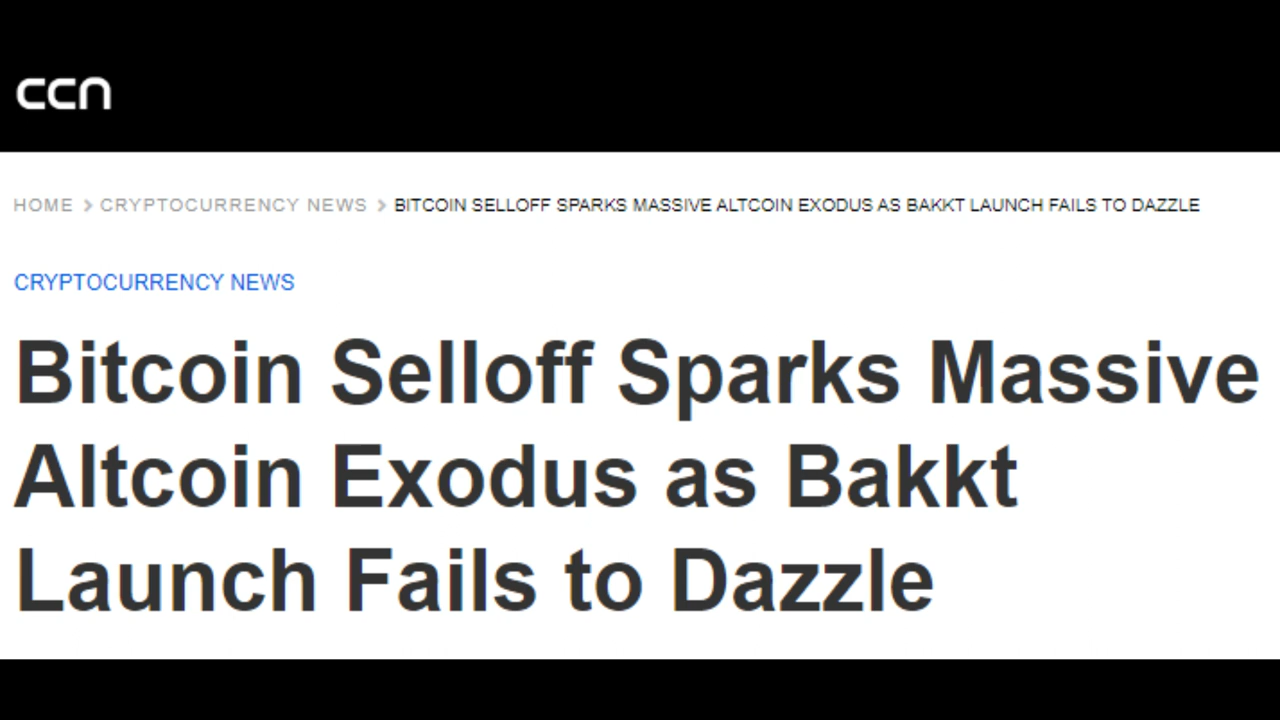 ccn
HOME > CRYPTOCURRENCY NEWS > BITCOIN SELLOFF SPARKS MASSIVE ALTCOIN EXODUS AS BAKKT LAUNCH FAILS TO DAZZLE
CRYPTOCURRENCY NEWS
Bitcoin Selloff Sparks Massive
Altcoin Exodus as Bakkt
Launch Fails to Dazzle